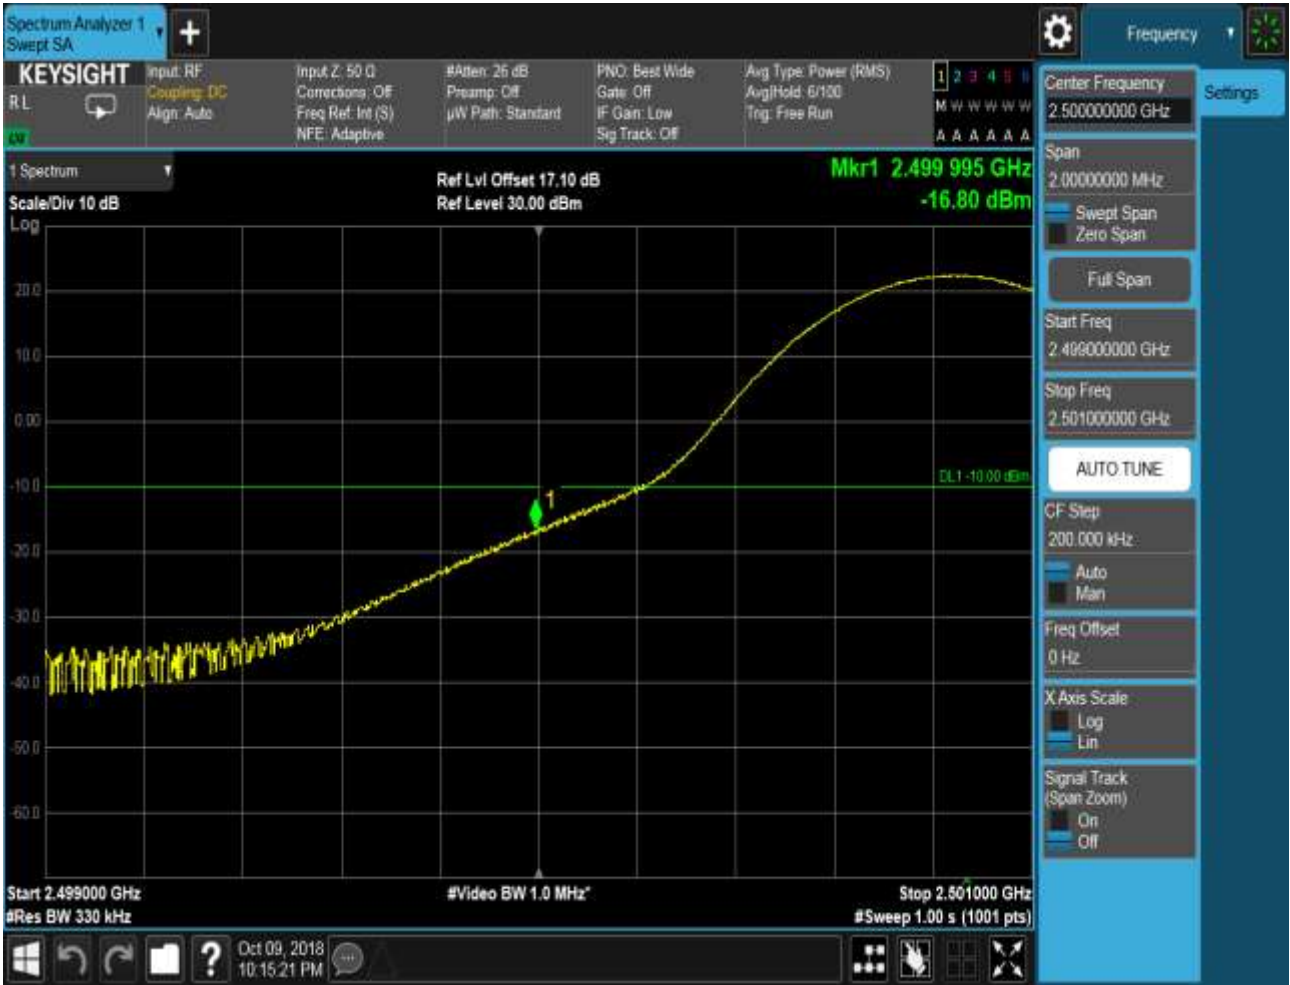 Spectrum Analyzer 1
Swept SA
Frequency
KEYSIGHT
RL
Input: RF
Coupling: DC
Align: Auto
Input Z: 50 Ω
Corrections: Off
Freq Ref: Int (S)
NFE: Adaptive
#Atten: 26 dB
Preamp: Off
µW Path: Standard
PNO: Best Wide
Gate: Off
IF Gain: Low
Sig Track: Off
Avg Type: Power (RMS)
Avg|Hold: 6/100
Trig: Free Run
1 2 3 4 5 6
M W W W W W
A A A A A A
1 Spectrum
Scale/Div 10 dB
Log
Ref Lvl Offset 17.10 dB
Ref Level 30.00 dBm
Mkr1 2.499 995 GHz
-16.80 dBm
20.0
10.0
0.00
-10.0
-20.0
-30.0
-40.0
-50.0
-60.0
DL1 -10.00 dBm
1
Start 2.499000 GHz
#Res BW 330 kHz
#Video BW 1.0 MHz*
Stop 2.501000 GHz
#Sweep 1.00 s (1001 pts)
Oct 09, 2018
10:15:21 PM
Center Frequency
2.500000000 GHz
Settings
Span
2.00000000 MHz
Swept Span
Zero Span
Full Span
Start Freq
2.499000000 GHz
Stop Freq
2.501000000 GHz
AUTO TUNE
CF Step
200.000 kHz
Auto
Man
Freq Offset
0 Hz
X Axis Scale
Log
Lin
Signal Track
(Span Zoom)
On
Off